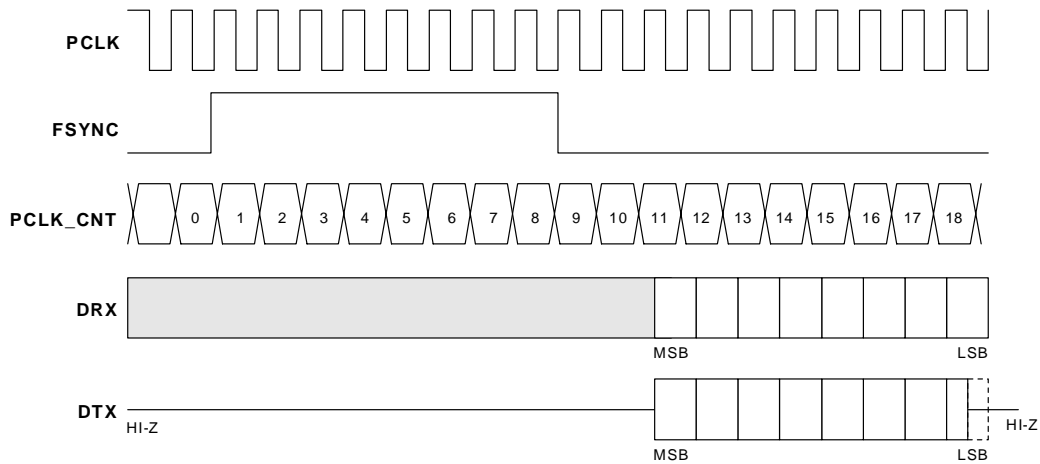 PCLK
FSYNC
PCLK_CNT 0 1 2 3 4 5 6 7 8 9 10 11 12 13 14 15 16 17 18
DRX
MSB LSB
DTX
HI-Z HI-Z
MSB LSB